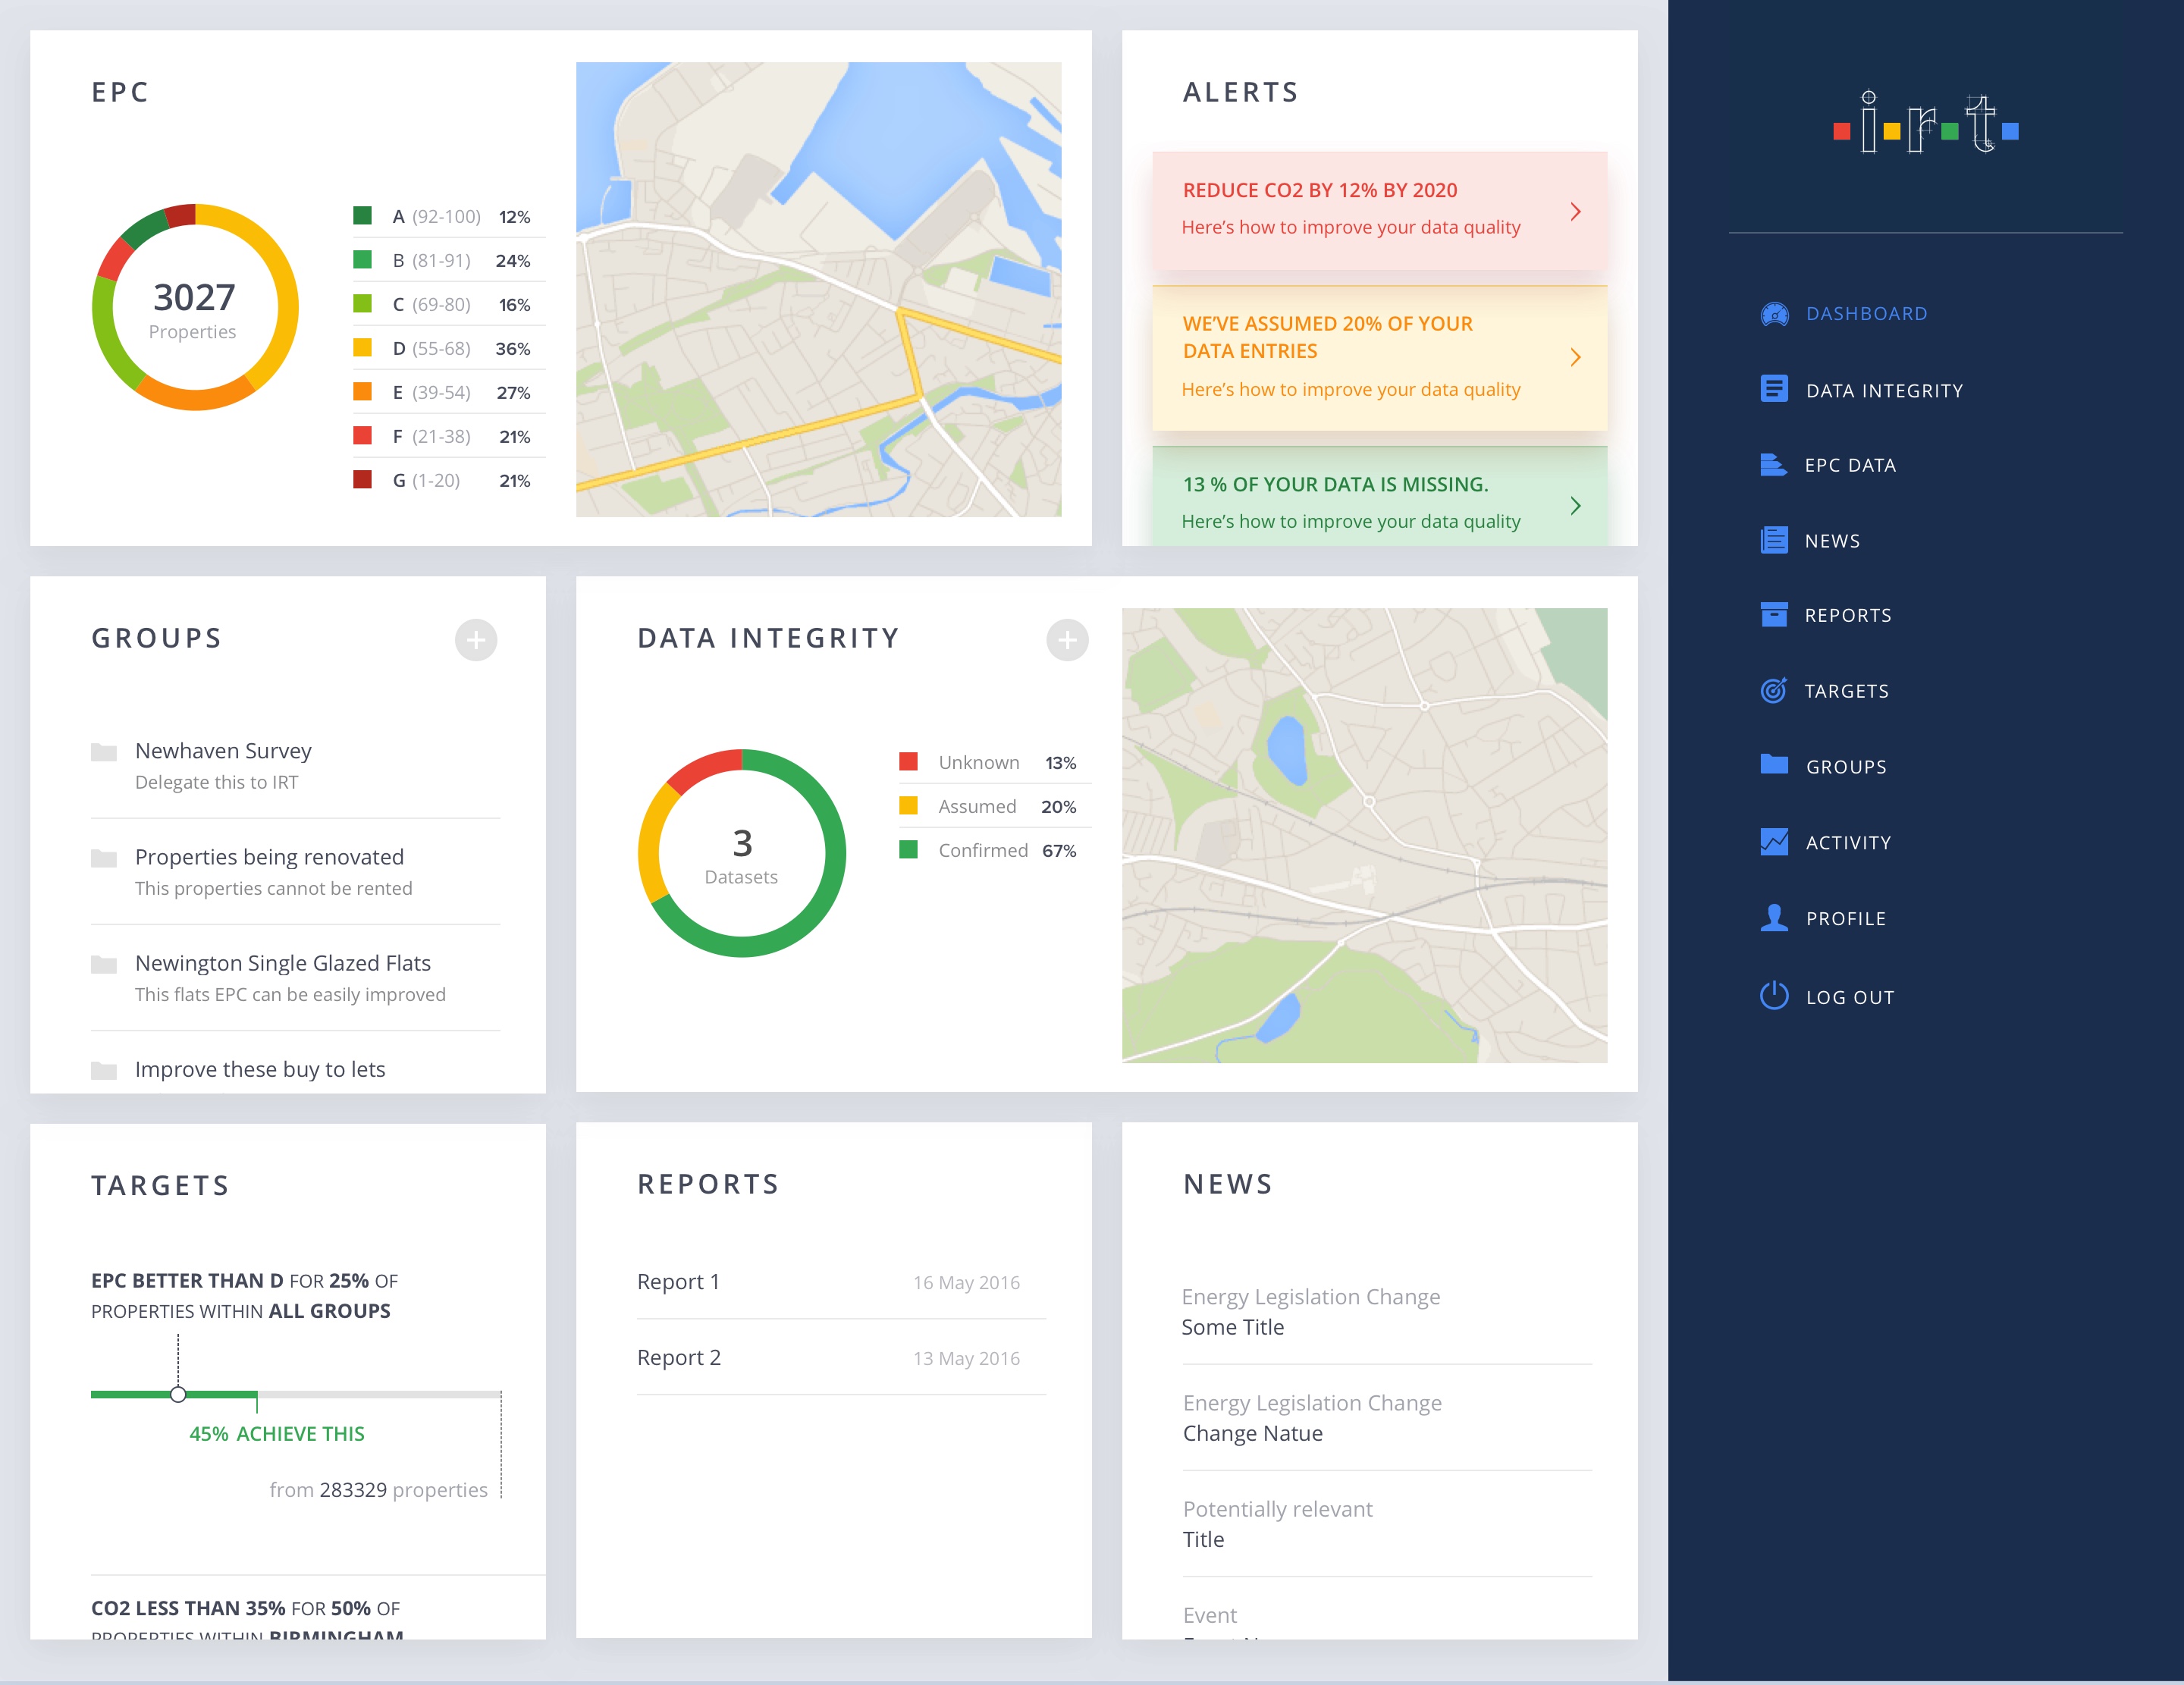 EPC
3027
Properties
A (92-100) 12%
B (81-91) 24%
C (69-80) 16%
D (55-68) 36%
E (39-54) 27%
F (21-38) 21%
G (1-20) 21%
ALERTS
REDUCE CO2 BY 12% BY 2020
Here’s how to improve your data quality
WE’VE ASSUMED 20% OF YOUR
DATA ENTRIES
Here’s how to improve your data quality
13 % OF YOUR DATA IS MISSING.
Here’s how to improve your data quality
GROUPS
Newhaven Survey
Delegate this to IRT
Properties being renovated
This properties cannot be rented
Newington Single Glazed Flats
This flats EPC can be easily improved
Improve these buy to lets
DATA INTEGRITY
3
Datasets
Unknown 13%
Assumed 20%
Confirmed 67%
TARGETS
EPC BETTER THAN D FOR 25% OF
PROPERTIES WITHIN ALL GROUPS
45% ACHIEVE THIS
from 283329 properties
CO2 LESS THAN 35% FOR 50% OF
PROPERTIES WITHIN BIRMINGHAM
REPORTS
Report 1 16 May 2016
Report 2 13 May 2016
NEWS
Energy Legislation Change
Some Title
Energy Legislation Change
Change Natue
Potentially relevant
Title
Event
irt
DASHBOARD
DATA INTEGRITY
EPC DATA
NEWS
REPORTS
TARGETS
GROUPS
ACTIVITY
PROFILE
LOG OUT